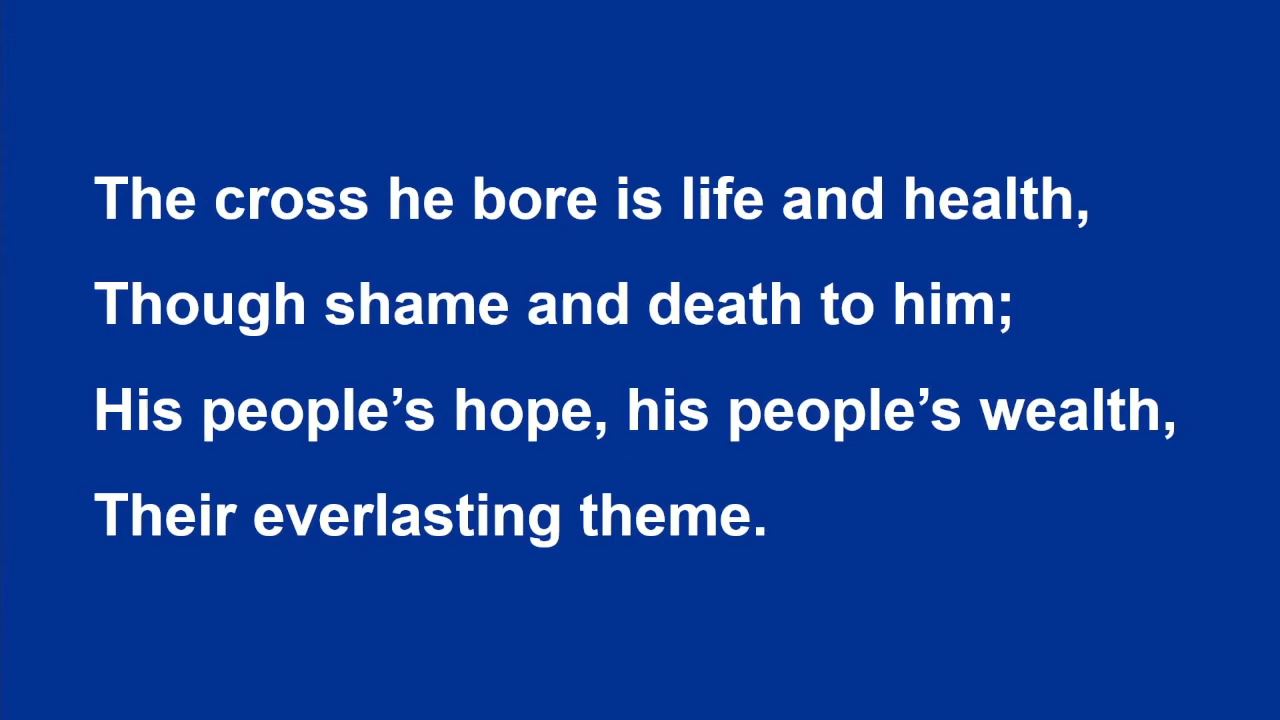 The cross he bore is life and health,
Though shame and death to him;
His people’s hope, his people’s wealth,
Their everlasting theme.